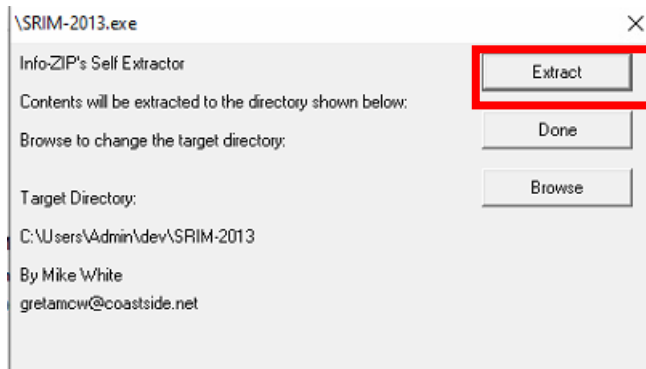 \SRIM-2013.exe
Info-ZIP's Self Extractor
Extract
Contents will be extracted to the directory shown below:
Browse to change the target directory:
Done
Browse
Target Directory:
C:\Users\Admin\dev\SRIM-2013
By Mike White
gretamcw@coastside.net